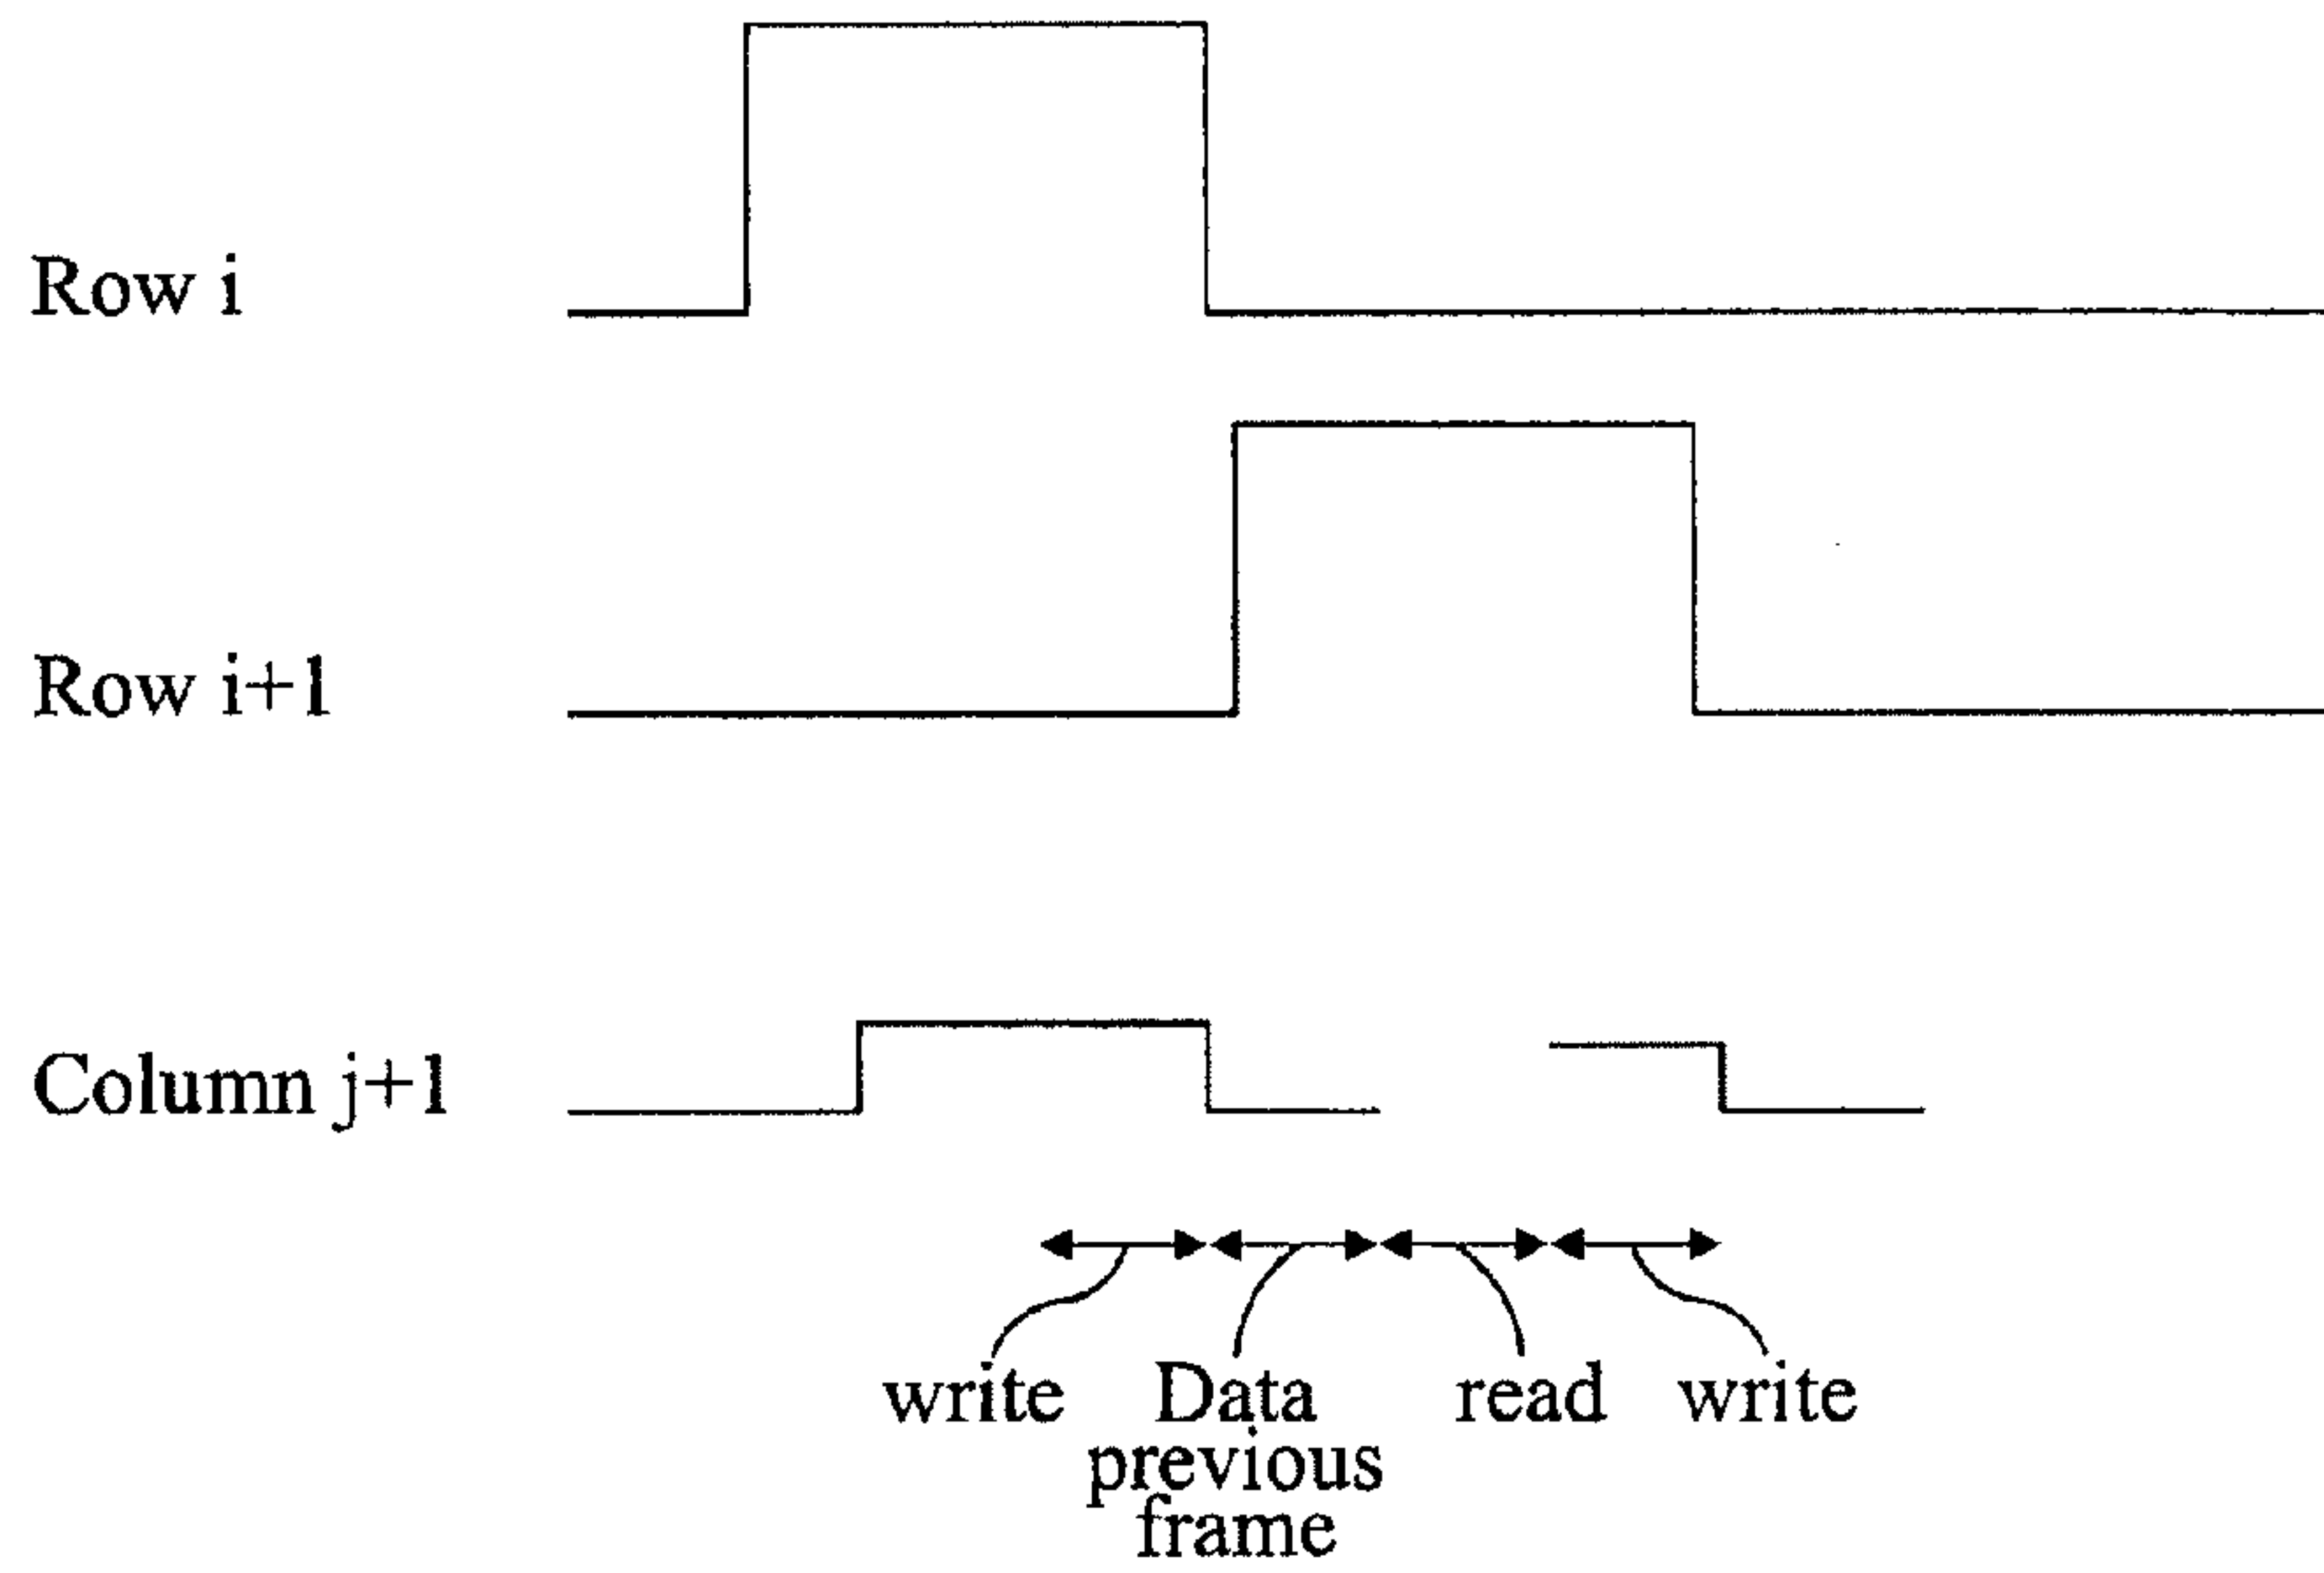 Row i
Row i+1
Column j+1
write Data read write
previous
frame